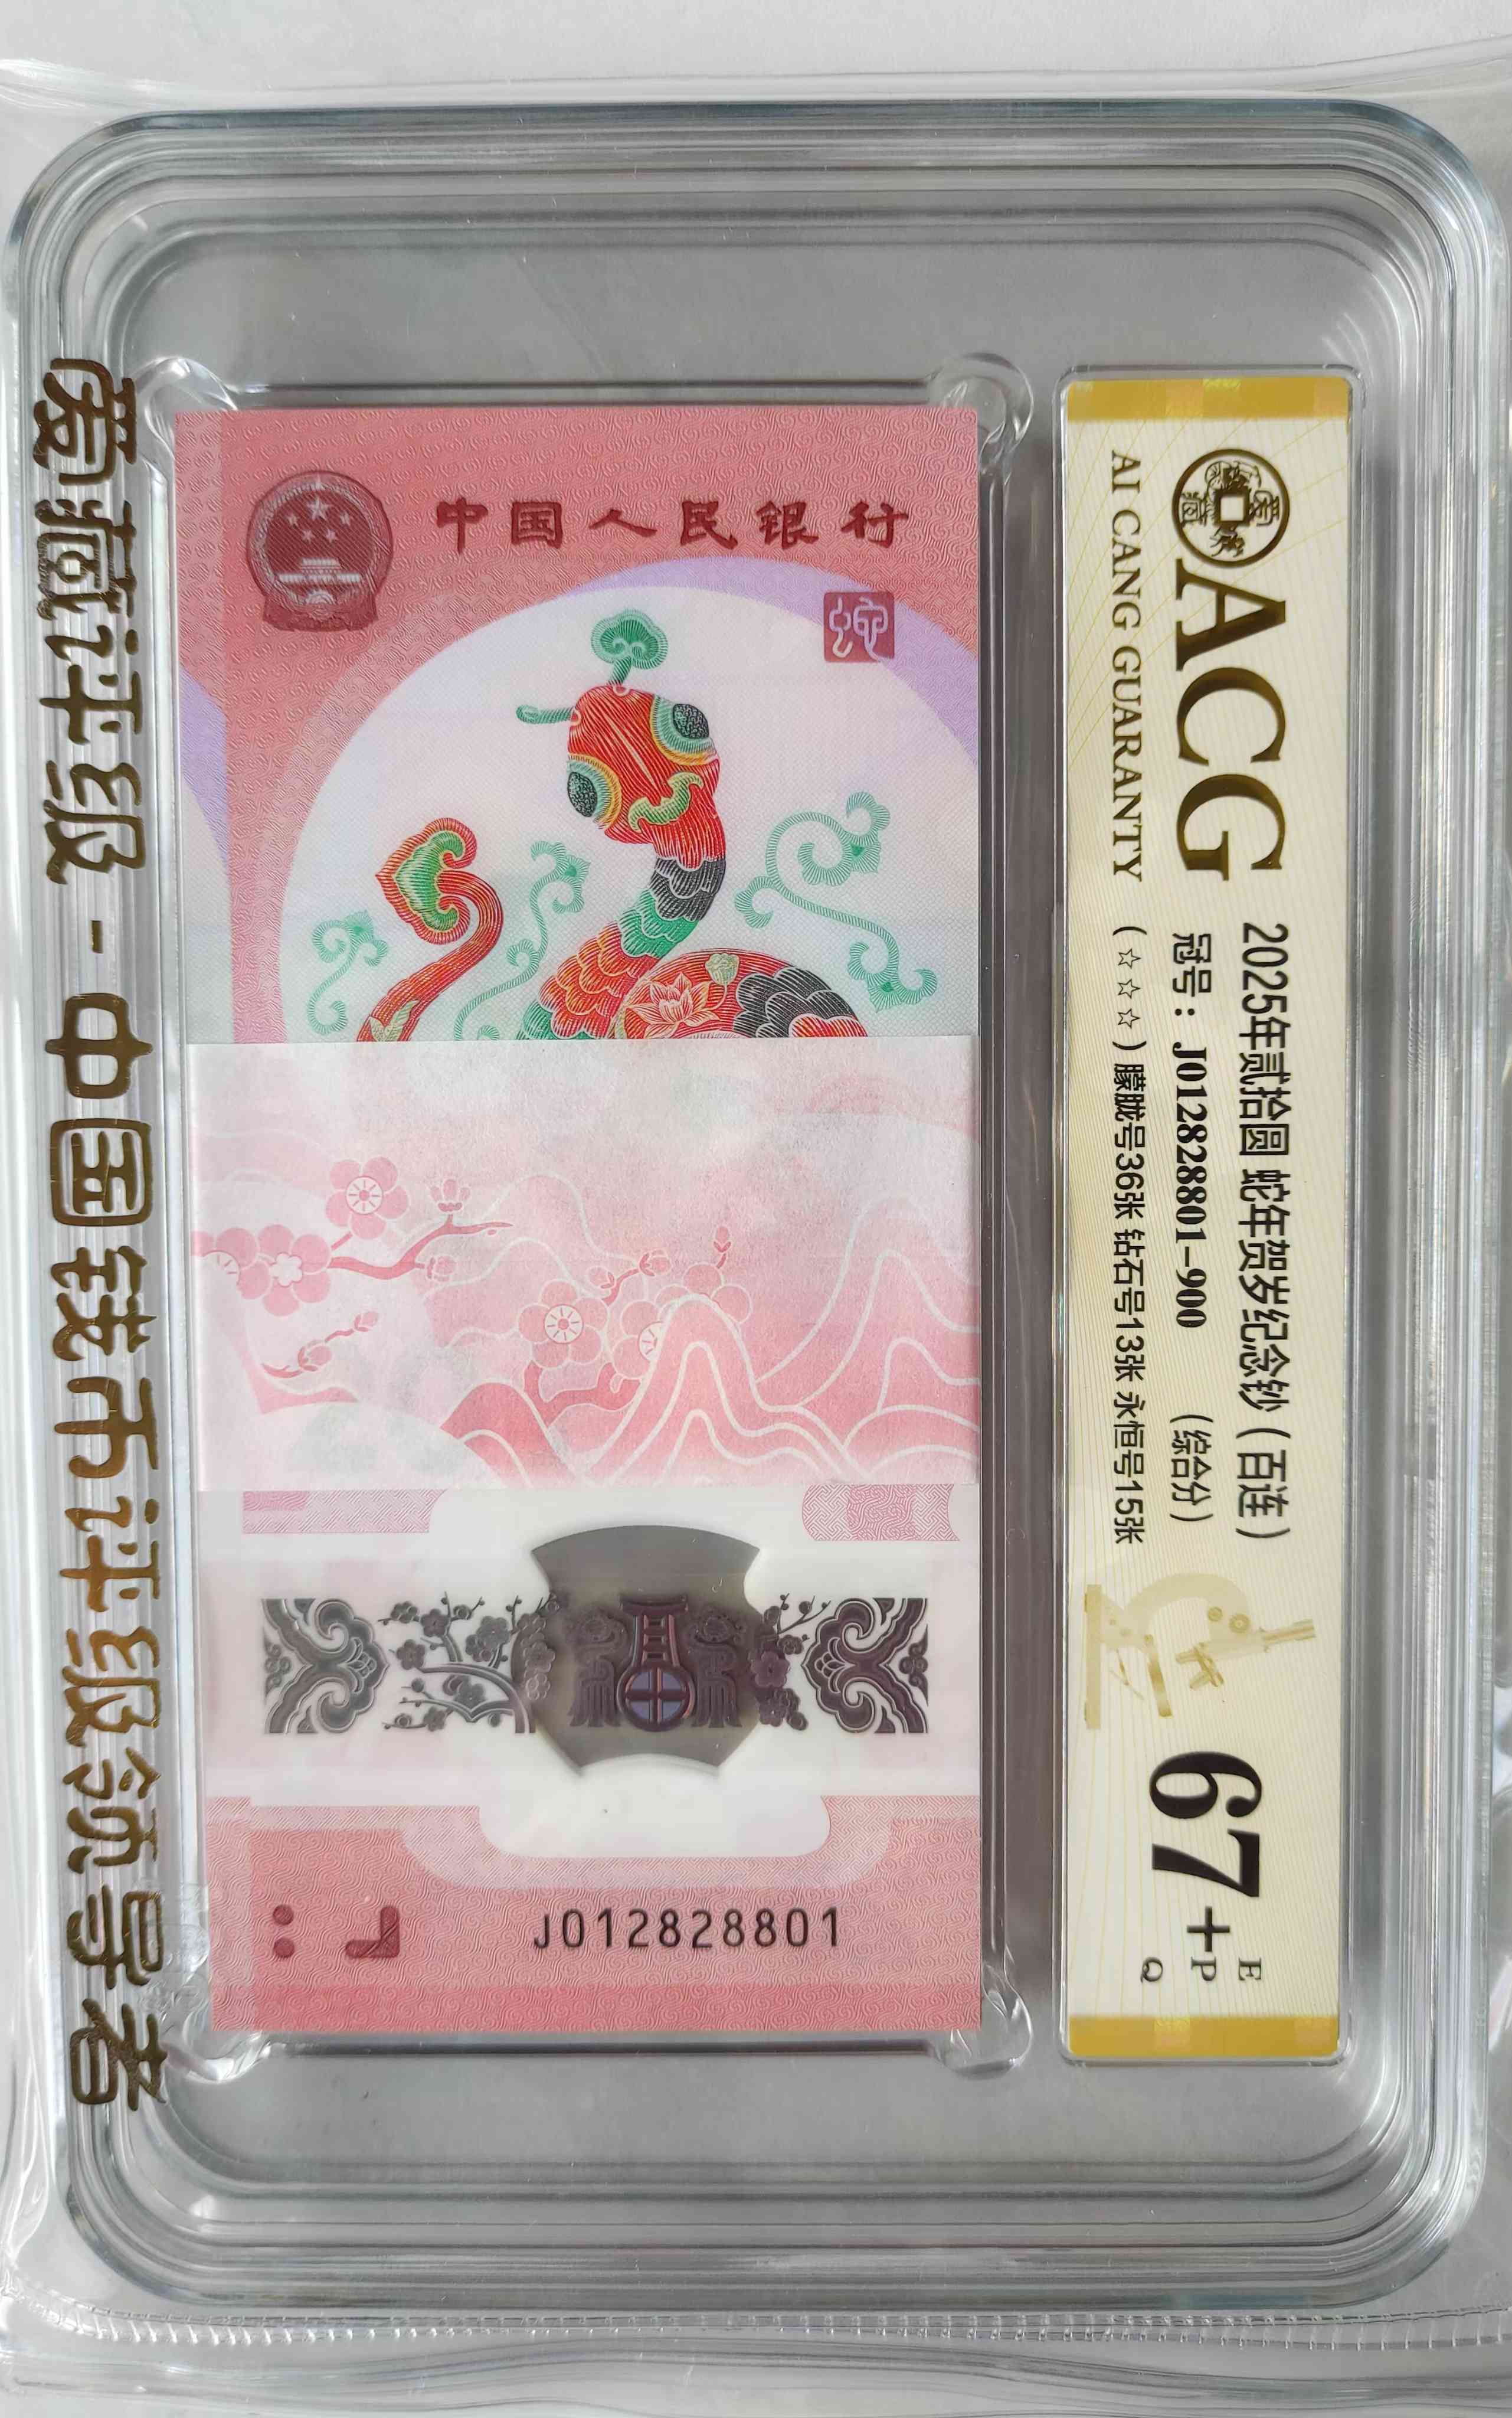 爱藏评级 - 中国钱币评级领导者
中国人民银行
J012828801
ACG
AI CANG GUARANTY
2025年贰拾圆 蛇年贺岁纪念钞（百连）
冠号：J012828801-900 （综合分）
(☆☆☆) 朦胧号36张 钻石号13张 永恒号15张
67+
E
P
Q